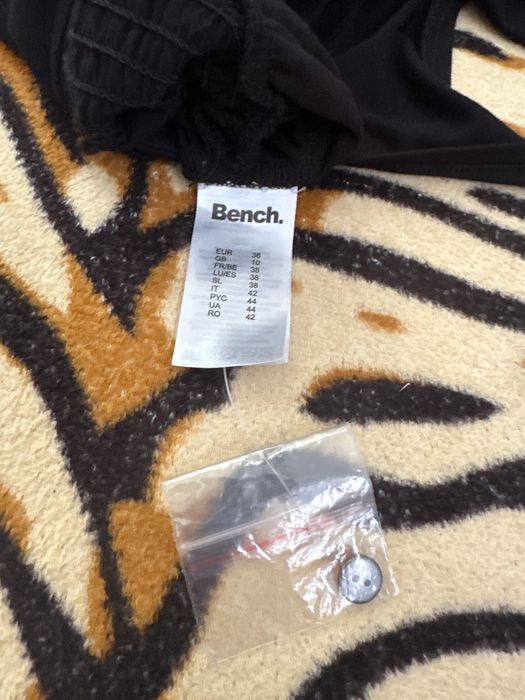 Bench.
EUR 36
GB 10
FR/BE 38
LU/ES 38
SL 38
IT 42
PYC 44
UA 44
RO 42